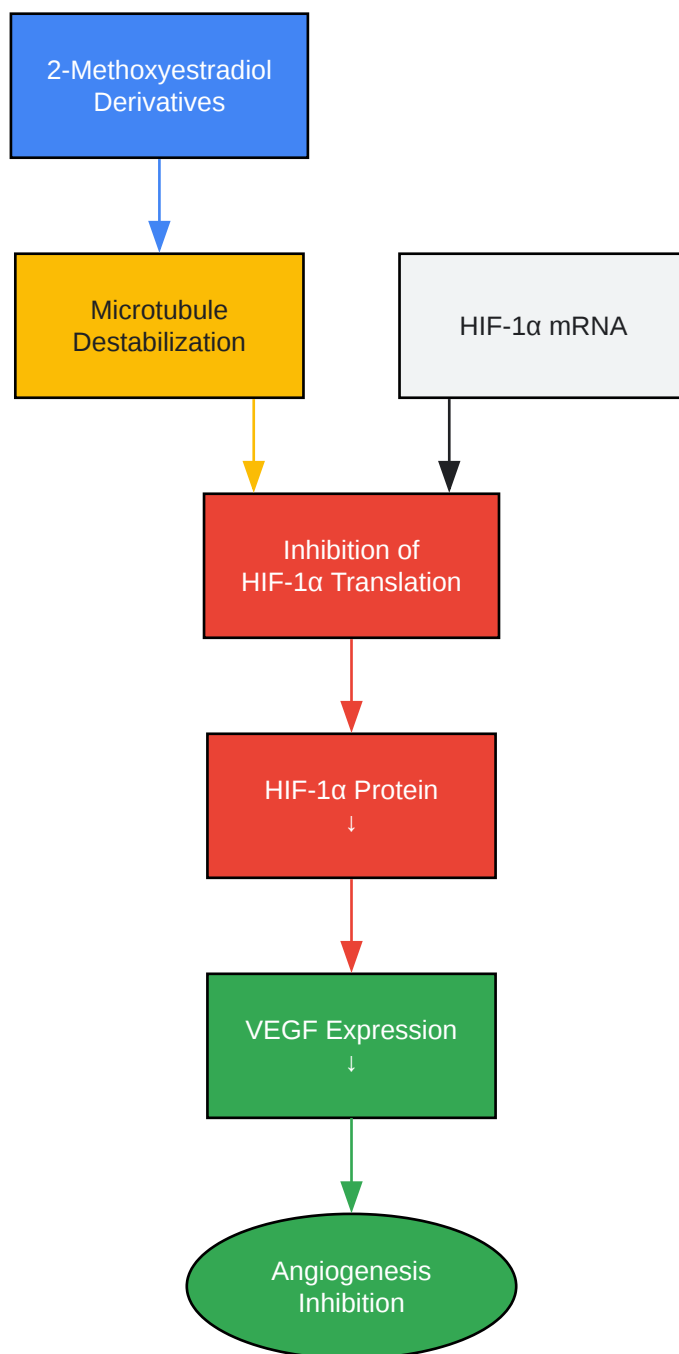 2-Methoxyestradiol
Derivatives
Microtubule
Destabilization
HIF-1α mRNA
Inhibition of
HIF-1α Translation
HIF-1α Protein
↓
VEGF Expression
↓
Angiogenesis
Inhibition